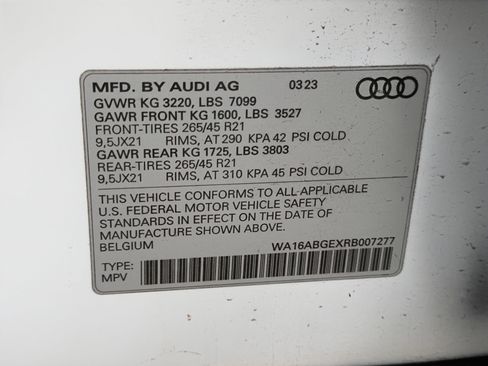 MFD. BY AUDI AG 03 23
GVWR KG 3220, LBS 7099
GAWR FRONT KG 1600, LBS 3527
FRONT-TIRES 265/45 R21
9,5JX21 RIMS, AT 290 KPA 42 PSI COLD
GAWR REAR KG 1725, LBS 3803
REAR-TIRES 265/45 R21
9,5JX21 RIMS, AT 310 KPA 45 PSI COLD
THIS VEHICLE CONFORMS TO ALL APPLICABLE
U.S. FEDERAL MOTOR VEHICLE SAFETY
STANDARDS IN EFFECT ON THE DATE OF
MANUFACTURE SHOWN ABOVE.
BELGIUM WA16ABGEXRB007277
TYPE:
MPV